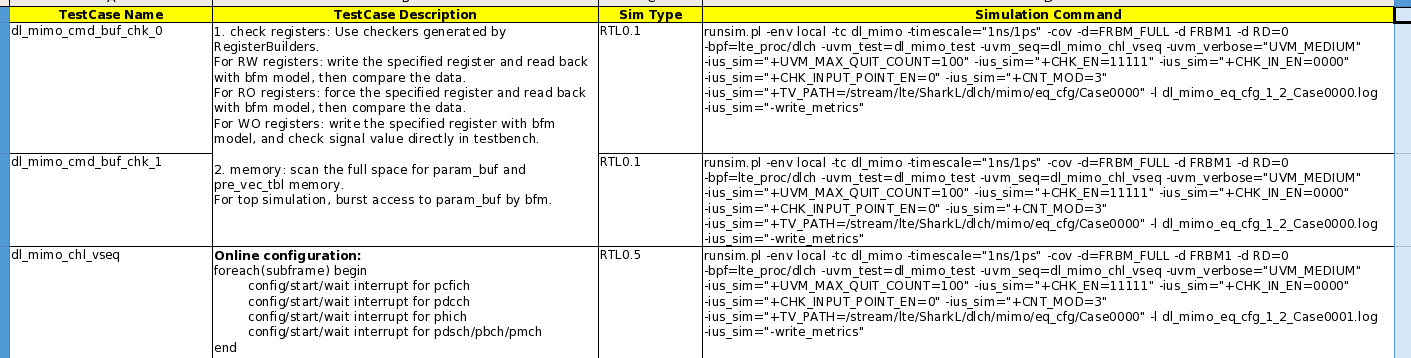 TestCase Name
TestCase Description
Sim Type
Simulation Command
dl_mimo_cmd_buf_chk_0
1. check registers: Use checkers generated by
RegisterBuilders.
For RW registers: write the specified register and read back
with bfm model, then compare the data.
For RO registers: force the specified register and read back
with bfm model, then compare the data.
For WO registers: write the specified register with bfm
model, and check signal value directly in testbench.
2. memory: scan the full space for param_buf and
pre_vec_tbl memory.
For top simulation, burst access to param_buf by bfm.
RTL0.1
runsim.pl -env local -tc dl_mimo -timescale="1ns/1ps" -cov -d=FRBM_FULL -d FRBM1 -d RD=0
-bpf=lte_proc/dlch -uvm_test=dl_mimo_test -uvm_seq=dl_mimo_chl_vseq -uvm_verbose="UVM_MEDIUM"
-ius_sim="+UVM_MAX_QUIT_COUNT=100" -ius_sim="+CHK_EN=11111" -ius_sim="+CHK_IN_EN=0000"
-ius_sim="+CHK_INPUT_POINT_EN=0" -ius_sim="+CNT_MOD=3"
-ius_sim="+TV_PATH=/stream/lte/SharkL/dlch/mimo/eq_cfg/Case0000" -l dl_mimo_eq_cfg_1_2_Case0000.log
-ius_sim="-write_metrics"
dl_mimo_cmd_buf_chk_1
RTL0.1
runsim.pl -env local -tc dl_mimo -timescale="1ns/1ps" -cov -d=FRBM_FULL -d FRBM1 -d RD=0
-bpf=lte_proc/dlch -uvm_test=dl_mimo_test -uvm_seq=dl_mimo_chl_vseq -uvm_verbose="UVM_MEDIUM"
-ius_sim="+UVM_MAX_QUIT_COUNT=100" -ius_sim="+CHK_EN=11111" -ius_sim="+CHK_IN_EN=0000"
-ius_sim="+CHK_INPUT_POINT_EN=0" -ius_sim="+CNT_MOD=3"
-ius_sim="+TV_PATH=/stream/lte/SharkL/dlch/mimo/eq_cfg/Case0000" -l dl_mimo_eq_cfg_1_2_Case0000.log
-ius_sim="-write_metrics"
dl_mimo_chl_vseq
Online configuration:
foreach(subframe) begin
config/start/wait interrupt for pcfich
config/start/wait interrupt for pdcch
config/start/wait interrupt for phich
config/start/wait interrupt for pdsch/pbch/pmch
end
RTL0.5
runsim.pl -env local -tc dl_mimo -timescale="1ns/1ps" -cov -d=FRBM_FULL -d FRBM1 -d RD=0
-bpf=lte_proc/dlch -uvm_test=dl_mimo_test -uvm_seq=dl_mimo_chl_vseq -uvm_verbose="UVM_MEDIUM"
-ius_sim="+UVM_MAX_QUIT_COUNT=100" -ius_sim="+CHK_EN=11111" -ius_sim="+CHK_IN_EN=0000"
-ius_sim="+CHK_INPUT_POINT_EN=0" -ius_sim="+CNT_MOD=3"
-ius_sim="+TV_PATH=/stream/lte/SharkL/dlch/mimo/eq_cfg/Case0000" -l dl_mimo_eq_cfg_1_2_Case0001.log
-ius_sim="-write_metrics"